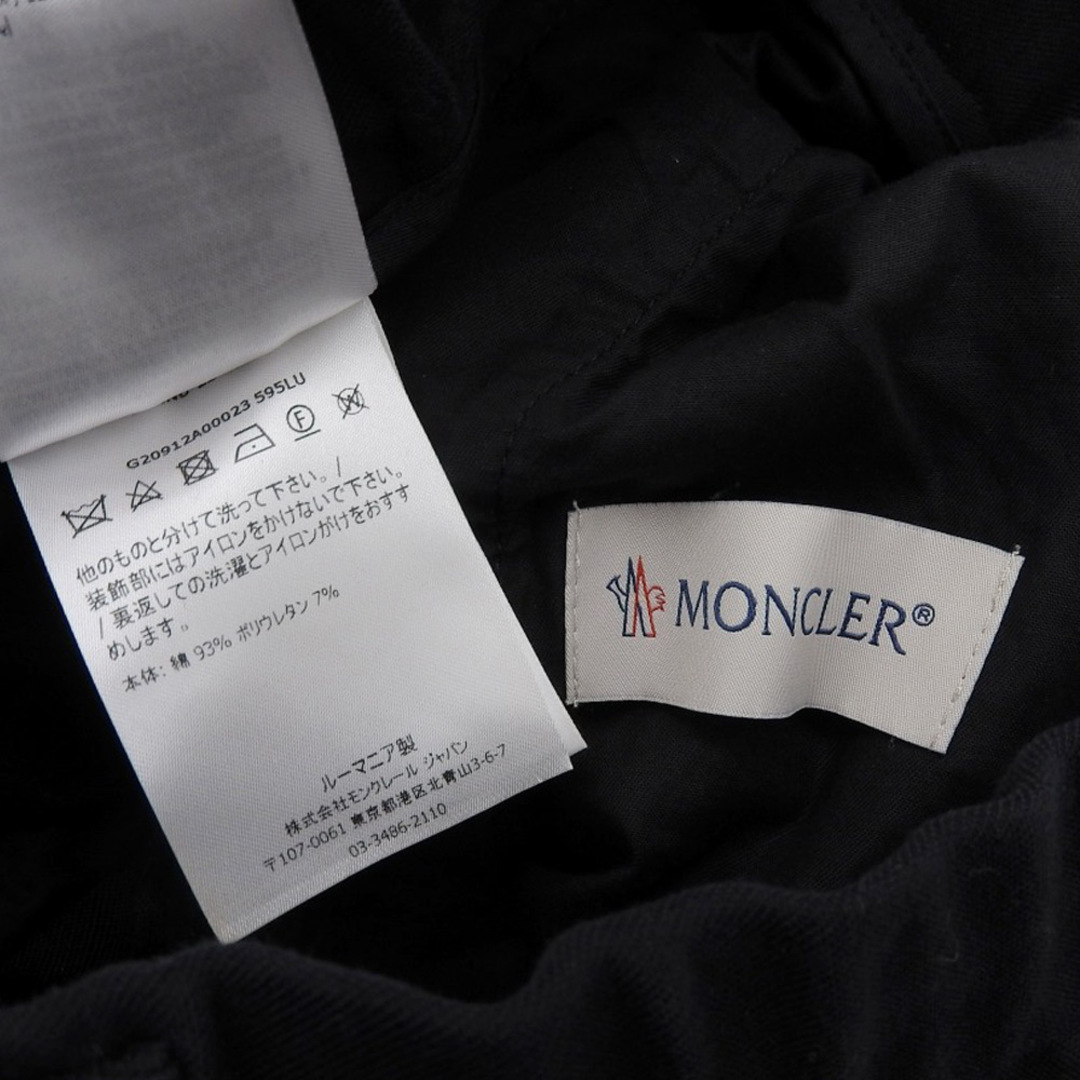 G20912A00023 595LU
他のものと分けて洗って下さい。/
装飾部にはアイロンをかけないで下さい。
/ 裏返しての洗濯とアイロンがけをおすす
めします。
本体: 綿 93% ポリウレタン 7%
ルーマニア製
株式会社モンクレール ジャパン
〒107-0061 東京都港区北青山3-6-7
03-3486-2110
MONCLER®